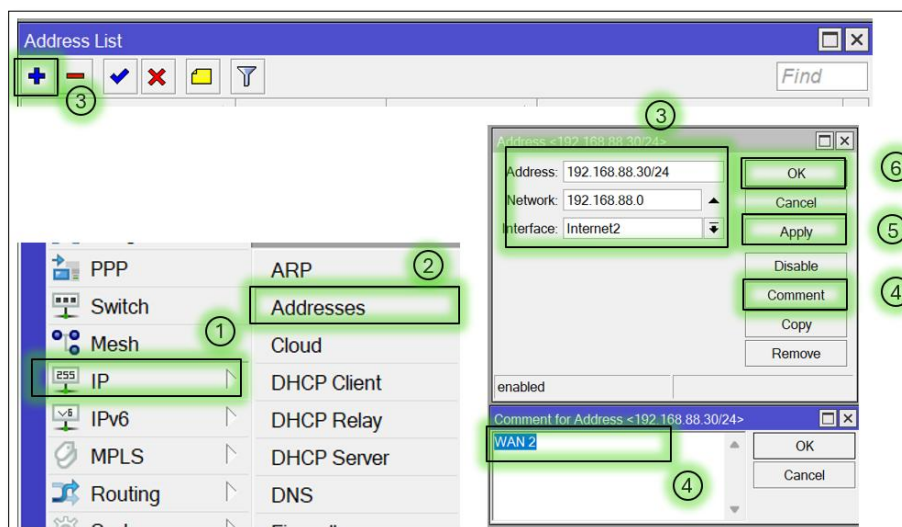 Address List
Find
3
3
Address <192.168.88.30/24>
Address: 192.168.88.30/24
OK
6
Network: 192.168.88.0
Cancel
Interface: Internet2
Apply
5
Disable
Comment
4
Copy
Remove
enabled
Comment for Address <192.168.88.30/24>
WAN 2
OK
Cancel
4
PPP
Switch
Mesh
1
255
IP
v6
IPv6
MPLS
Routing
ARP
2
Addresses
Cloud
DHCP Client
DHCP Relay
DHCP Server
DNS